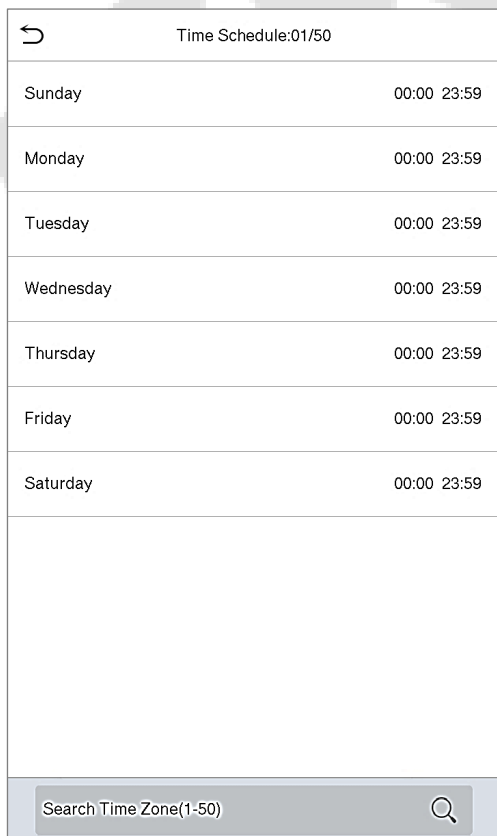 Time Schedule:01/50
Sunday 00:00 23:59
Monday 00:00 23:59
Tuesday 00:00 23:59
Wednesday 00:00 23:59
Thursday 00:00 23:59
Friday 00:00 23:59
Saturday 00:00 23:59
Search Time Zone(1-50)